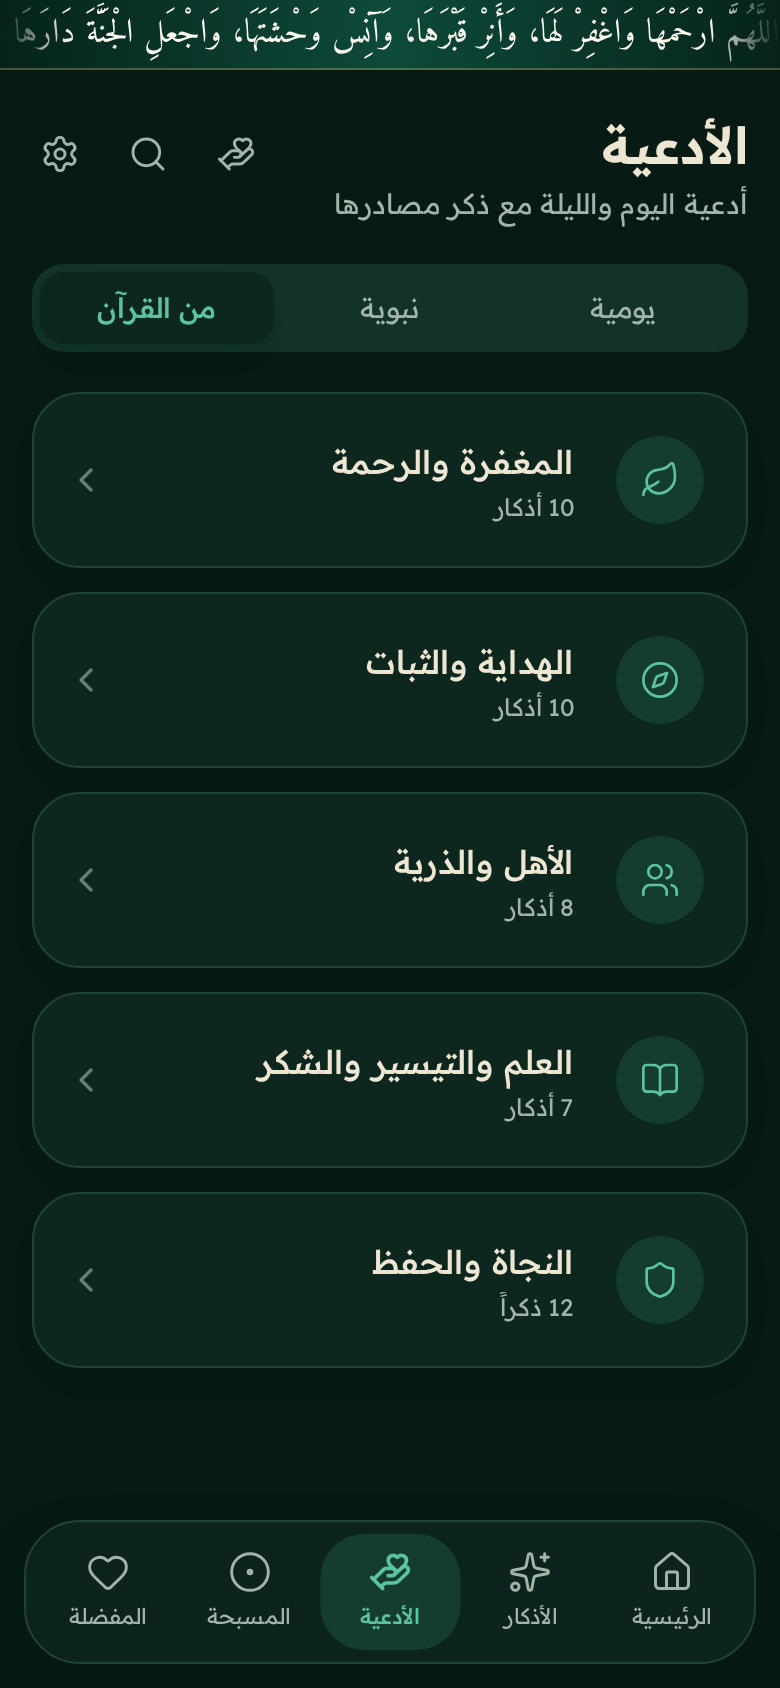 اللَّهُمَّ ارْحَمْهَا وَاغْفِرْ لَهَا، وَأَنِرْ قَبْرَهَا، وَآنِسْ وَحْشَتَهَا، وَاجْعَلِ الْجَنَّةَ دَارَهَا
الأدعية
أدعية اليوم والليلة مع ذكر مصادرها
يومية
نبوية
من القرآن
المغفرة والرحمة
10 أذكار
الهداية والثبات
10 أذكار
الأهل والذرية
8 أذكار
العلم والتيسير والشكر
7 أذكار
النجاة والحفظ
12 ذكراً
الرئيسية
الأذكار
الأدعية
المسبحة
المفضلة